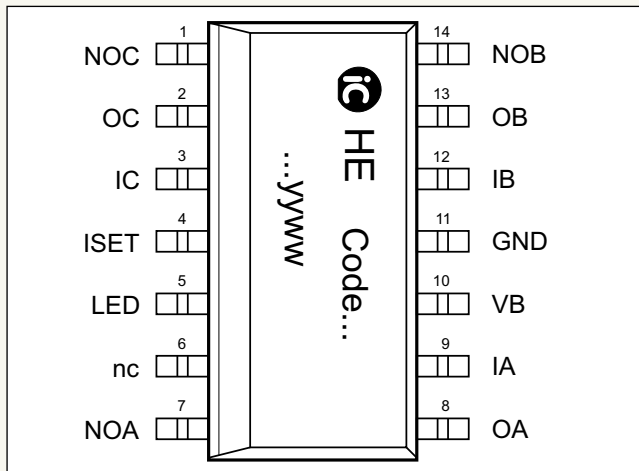 1
NOC
2
OC
3
IC
4
ISET
5
LED
6
nc
7
NOA
14
NOB
13
OB
12
IB
11
GND
10
VB
9
IA
8
OA
iC HE
Code...
...yyww